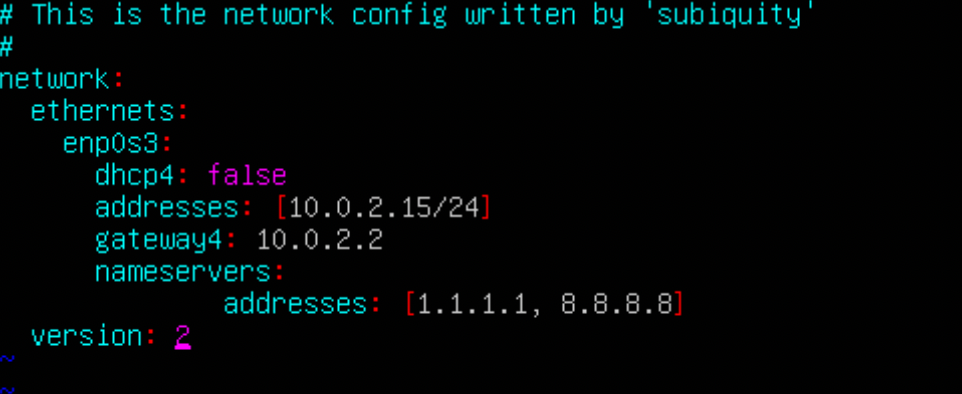 # This is the network config written by 'subiquity'
#
network:
  ethernets:
    enp0s3:
      dhcp4: false
      addresses: [10.0.2.15/24]
      gateway4: 10.0.2.2
      nameservers:
              addresses: [1.1.1.1, 8.8.8.8]
  version: 2
~
~